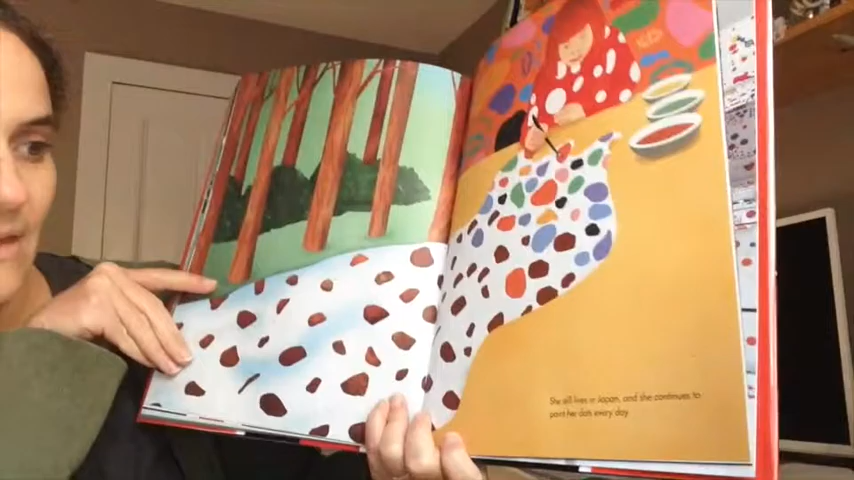 She still lives in Japan, and she continues to
paint her dots every day.